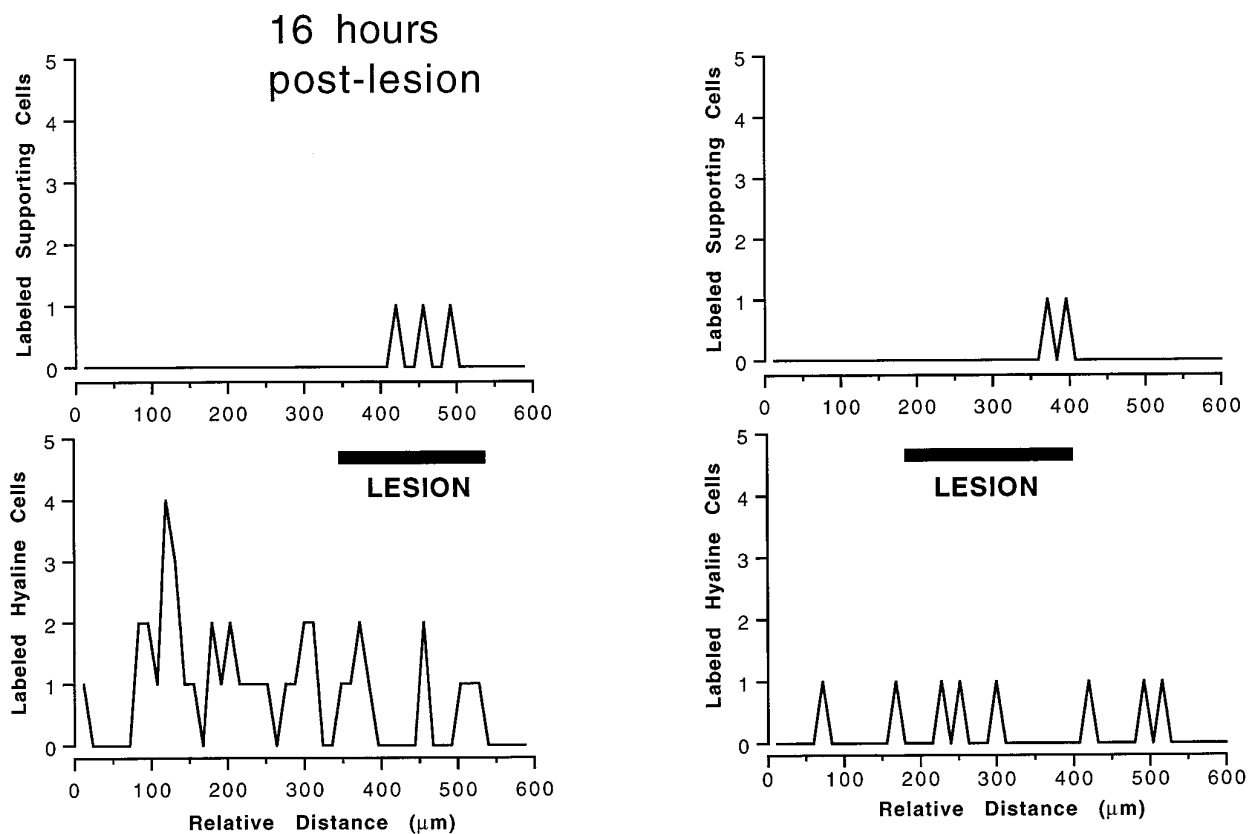 16 hours
post-lesion
Labeled Supporting Cells
5
4
3
2
1
0
0 100 200 300 400 500 600
Labeled Supporting Cells
5
4
3
2
1
0
0 100 200 300 400 500 600
Labeled Hyaline Cells
5
4
3
2
1
0
LESION
0 100 200 300 400 500 600
Relative Distance (μm)
Labeled Hyaline Cells
5
4
3
2
1
0
LESION
0 100 200 300 400 500 600
Relative Distance (μm)